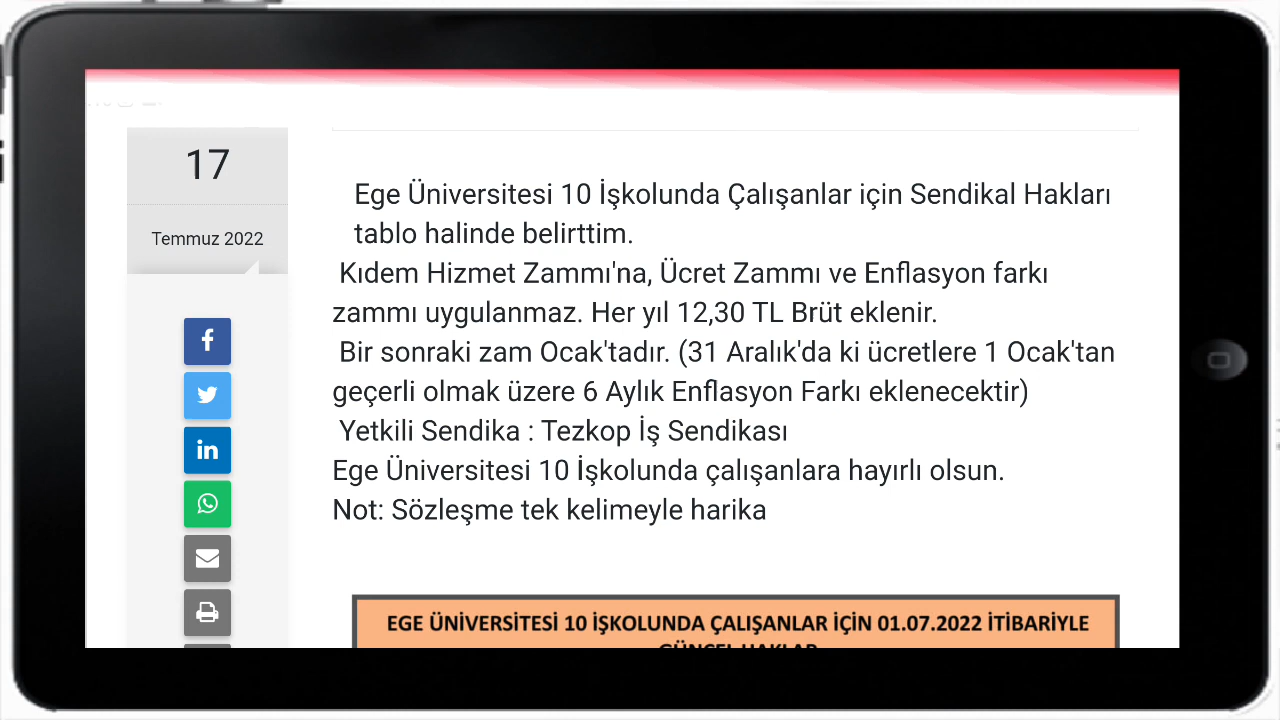 17
Temmuz 2022
Ege Üniversitesi 10 İşkolunda Çalışanlar için Sendikal Hakları
tablo halinde belirttim.
Kıdem Hizmet Zammı'na, Ücret Zammı ve Enflasyon farkı
zammı uygulanmaz. Her yıl 12,30 TL Brüt eklenir.
Bir sonraki zam Ocak'tadır. (31 Aralık'da ki ücretlere 1 Ocak'tan
geçerli olmak üzere 6 Aylık Enflasyon Farkı eklenecektir)
Yetkili Sendika : Tezkop İş Sendikası
Ege Üniversitesi 10 İşkolunda çalışanlara hayırlı olsun.
Not: Sözleşme tek kelimeyle harika
EGE ÜNİVERSİTESİ 10 İŞKOLUNDA ÇALIŞANLAR İÇİN 01.07.2022 İTİBARİYLE
GÜNCEL HAKLAR